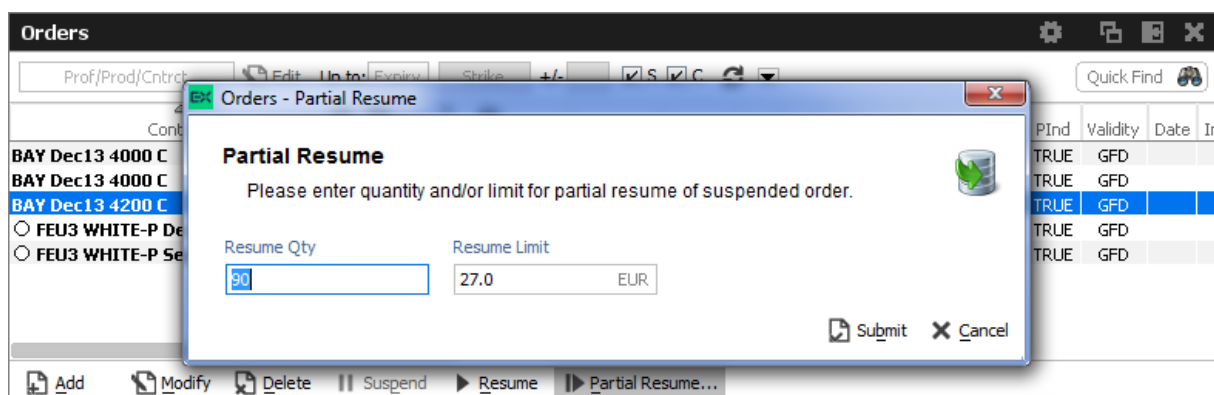 Orders
Prof/Prod/Cntrct Edit Up to: Expiry Strike +/- S C Quick Find
EX Orders - Partial Resume
Cont PInd Validity Date
Partial Resume
Please enter quantity and/or limit for partial resume of suspended order.
BAY Dec13 4000 C TRUE GFD
BAY Dec13 4000 C TRUE GFD
BAY Dec13 4200 C TRUE GFD
FEU3 WHITE-P De TRUE GFD
FEU3 WHITE-P Se TRUE GFD
Resume Qty Resume Limit
90 27.0 EUR
Submit Cancel
Add Modify Delete Suspend Resume Partial Resume...